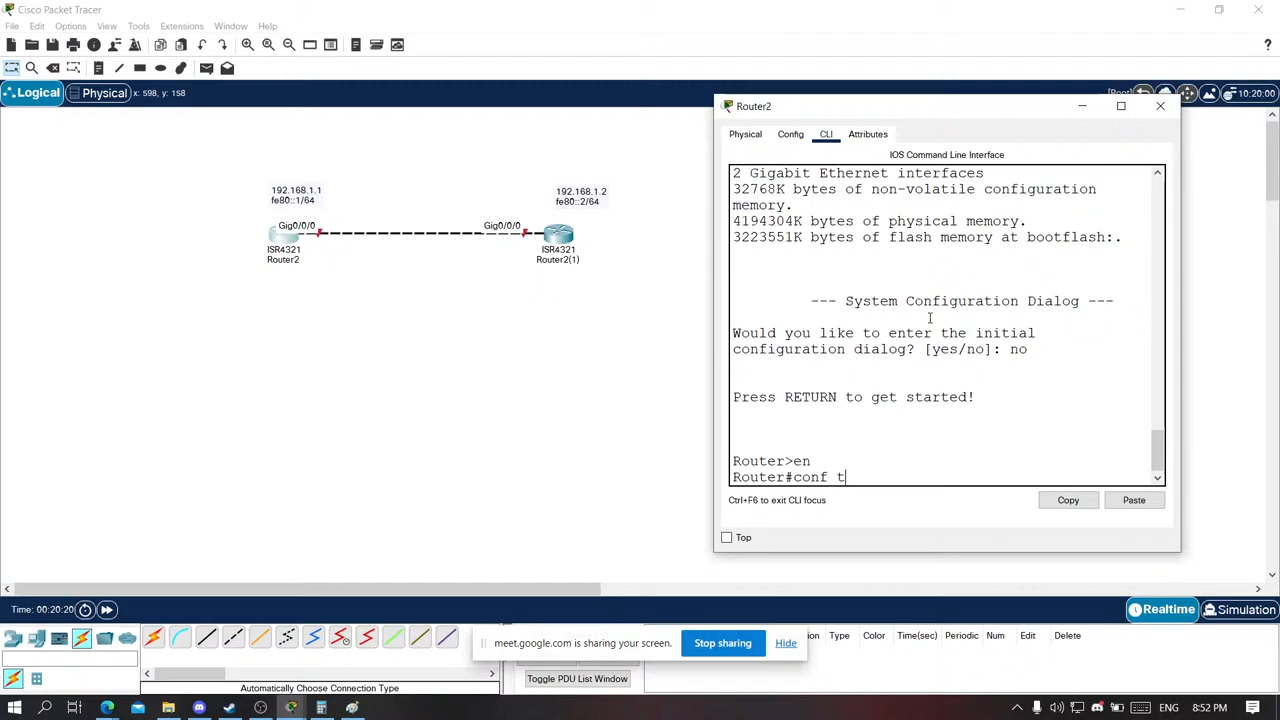 Cisco Packet Tracer
File Edit Options View Tools Extensions Window Help
Logical Physical x: 598, y: 158
[Root] 10:20:00
192.168.1.1
fe80::1/64
192.168.1.2
fe80::2/64
Gig0/0/0 Gig0/0/0
ISR4321
Router2
ISR4321
Router2(1)
Router2
Physical Config CLI Attributes
IOS Command Line Interface
2 Gigabit Ethernet interfaces
32768K bytes of non-volatile configuration
memory.
4194304K bytes of physical memory.
3223551K bytes of flash memory at bootflash:.
--- System Configuration Dialog ---
Would you like to enter the initial
configuration dialog? [yes/no]: no
Press RETURN to get started!
Router>en
Router#conf t
Ctrl+F6 to exit CLI focus Copy Paste
Top
Time: 00:20:20 Realtime Simulation
Type Color Time(sec) Periodic Num Edit Delete
meet.google.com is sharing your screen. Stop sharing Hide
Toggle PDU List Window
Automatically Choose Connection Type
ENG 8:52 PM